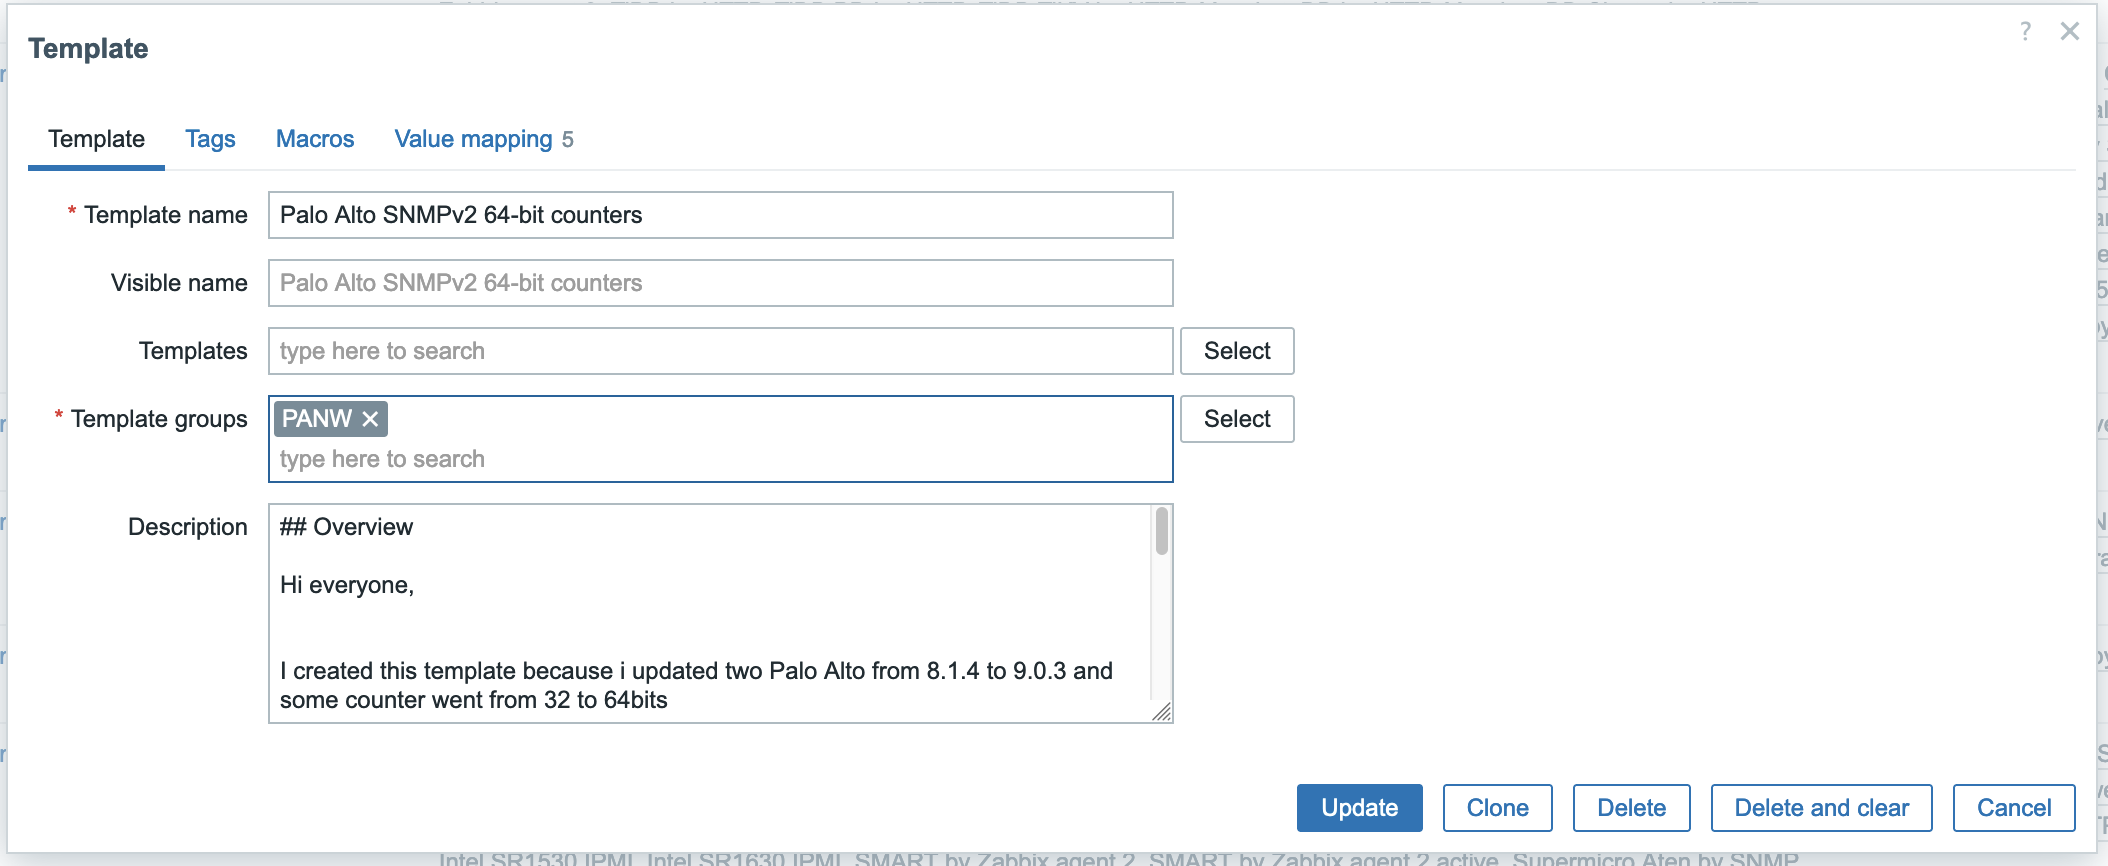 Template
?
Template Tags Macros Value mapping 5
* Template name Palo Alto SNMPv2 64-bit counters
Visible name Palo Alto SNMPv2 64-bit counters
Templates type here to search Select
* Template groups PANW Select
type here to search
Description ## Overview
Hi everyone,
I created this template because i updated two Palo Alto from 8.1.4 to 9.0.3 and
some counter went from 32 to 64bits
Update Clone Delete Delete and clear Cancel
Intel SR1530 IPMI, Intel SR1630 IPMI, SMART by Zabbix agent 2, SMART by Zabbix agent 2 active, Supermicro Aten by SNMP